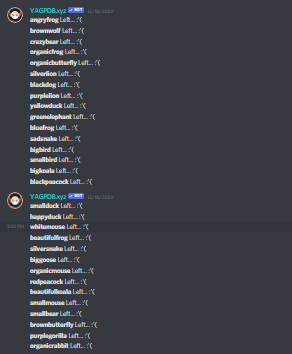 YAGPDB.xyz ✓ BOT 12/18/2020
angryfrog Left... :'(
brownwolf Left... :'(
crazybear Left... :'(
organicfrog Left... :'(
organicbutterfly Left... :'(
silverlion Left... :'(
blackdog Left... :'(
purplelion Left... :'(
yellowduck Left... :'(
greenelephant Left... :'(
bluefrog Left... :'(
sadsnake Left... :'(
bigbird Left... :'(
smallbird Left... :'(
bigkoala Left... :'(
blackpeacock Left... :'(
YAGPDB.xyz ✓ BOT
smallduck Left... :'(
happyduck Left... :'(
whitemouse Left... :'(
beautifulfrog Left... :'(
silversnake Left... :'(
biggoose Left... :'(
organicmouse Left... :'(
redpeacock Left... :'(
beautifulkoala Left... :'(
smallmouse Left... :'(
smallbear Left... :'(
brownbutterfly Left... :'(
purplegorilla Left... :'(
organicrabbit Left... :'(